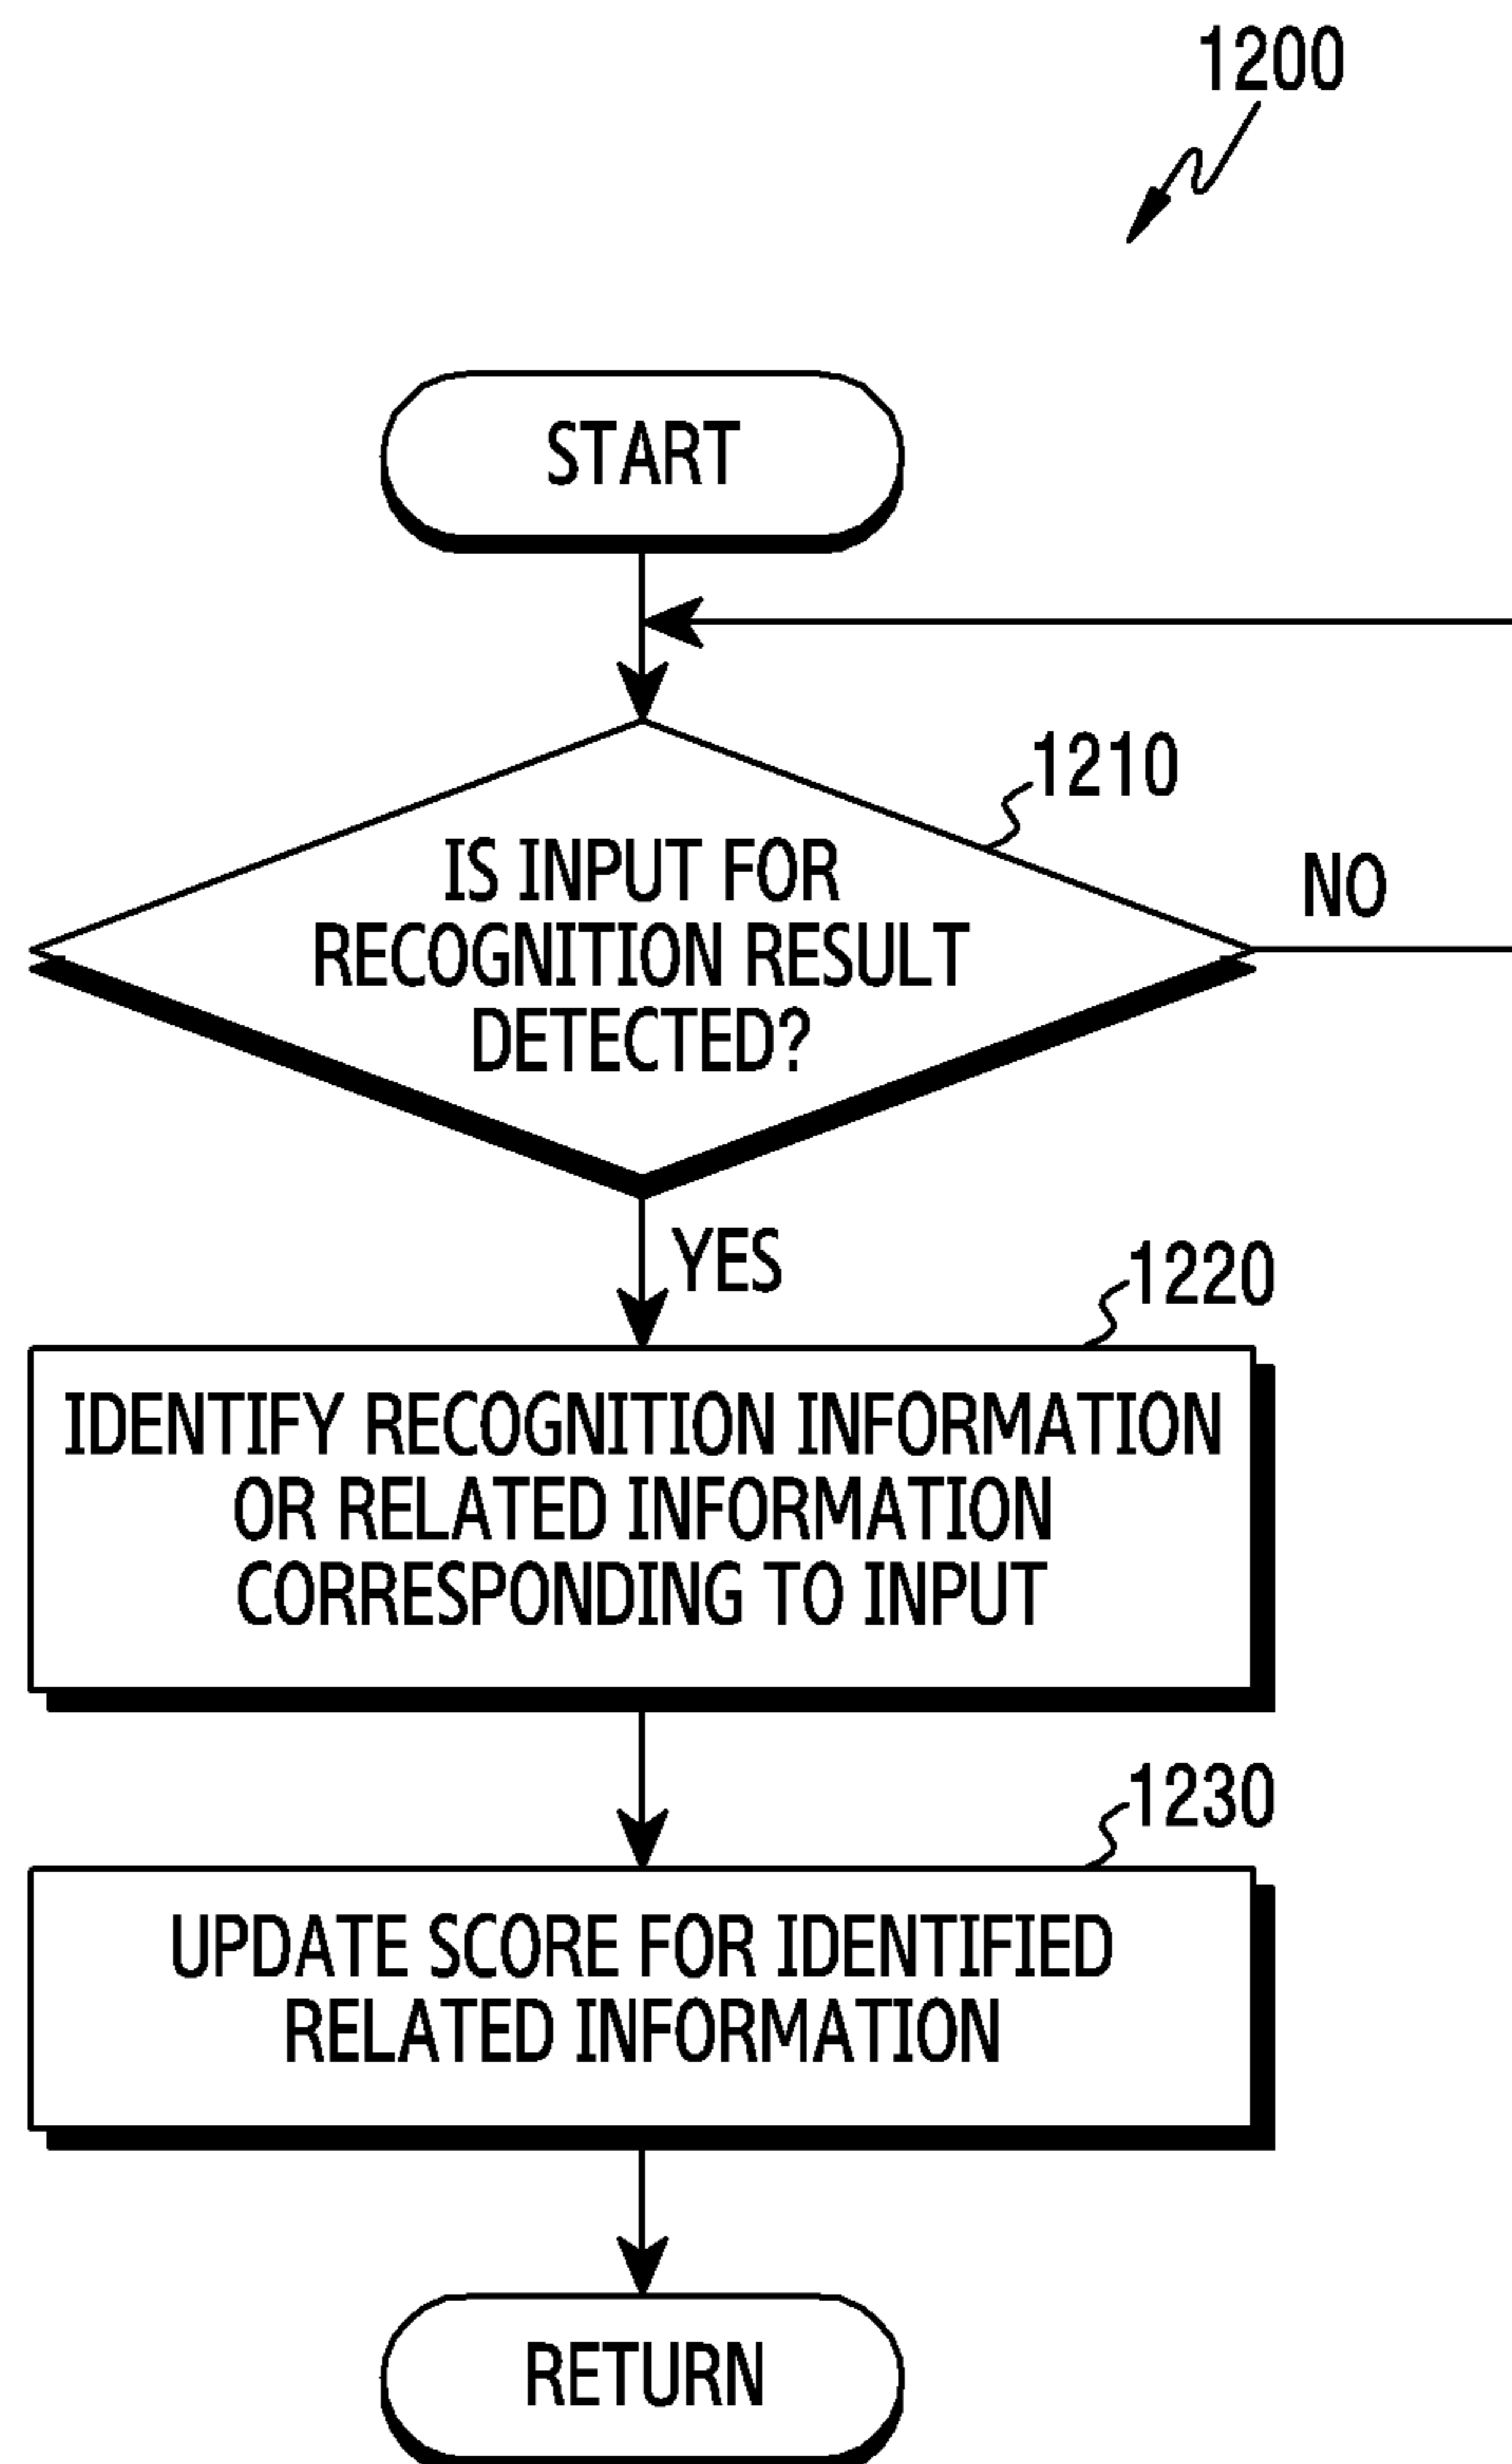 1200
START
1210
IS INPUT FOR
RECOGNITION RESULT
DETECTED?
NO
YES
1220
IDENTIFY RECOGNITION INFORMATION
OR RELATED INFORMATION
CORRESPONDING TO INPUT
1230
UPDATE SCORE FOR IDENTIFIED
RELATED INFORMATION
RETURN